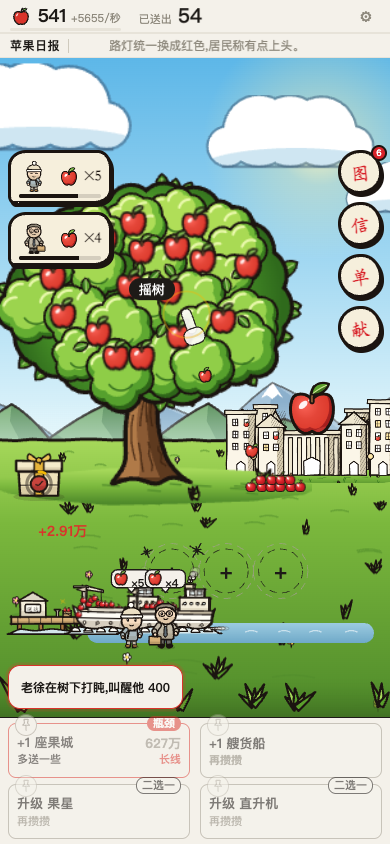 541 +5655/秒 已送出 54
苹果日报 路灯统一换成红色,居民称有点上头。
×5
×4
6
图
信
单
献
摇树
+2.91万
×5 ×4
老徐在树下打盹,叫醒他 400
瓶颈
+1 座果城 627万
多送一些 长线
+1 艘货船
再攒攒
二选一
升级 果星
再攒攒
二选一
升级 直升机
再攒攒